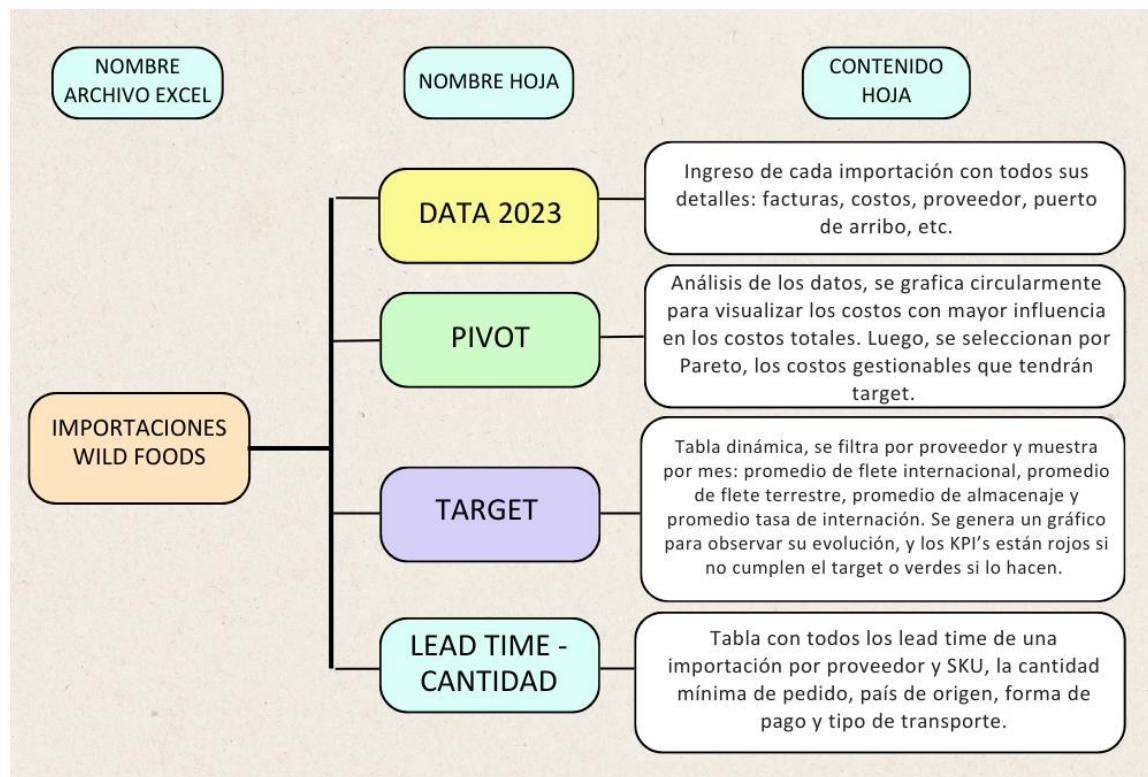 NOMBRE
ARCHIVO EXCEL
NOMBRE HOJA
CONTENIDO
HOJA
IMPORTACIONES
WILD FOODS
DATA 2023
Ingreso de cada importación con todos sus
detalles: facturas, costos, proveedor, puerto
de arribo, etc.
PIVOT
Análisis de los datos, se grafica circularmente
para visualizar los costos con mayor influencia
en los costos totales. Luego, se seleccionan por
Pareto, los costos gestionables que tendrán
target.
TARGET
Tabla dinámica, se filtra por proveedor y muestra
por mes: promedio de flete internacional, promedio
de flete terrestre, promedio de almacenaje y
promedio tasa de internación. Se genera un gráfico
para observar su evolución, y los KPI’s están rojos si
no cumplen el target o verdes si lo hacen.
LEAD TIME -
CANTIDAD
Tabla con todos los lead time de una
importación por proveedor y SKU, la cantidad
mínima de pedido, país de origen, forma de
pago y tipo de transporte.